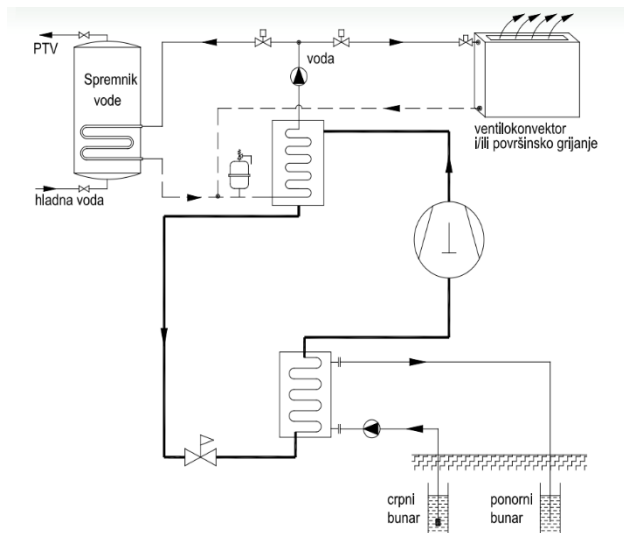 PTV
Spremnik
vode
hladna voda
voda
ventilokonvektor
i/ili površinsko grijanje
crpni
bunar
ponorni
bunar